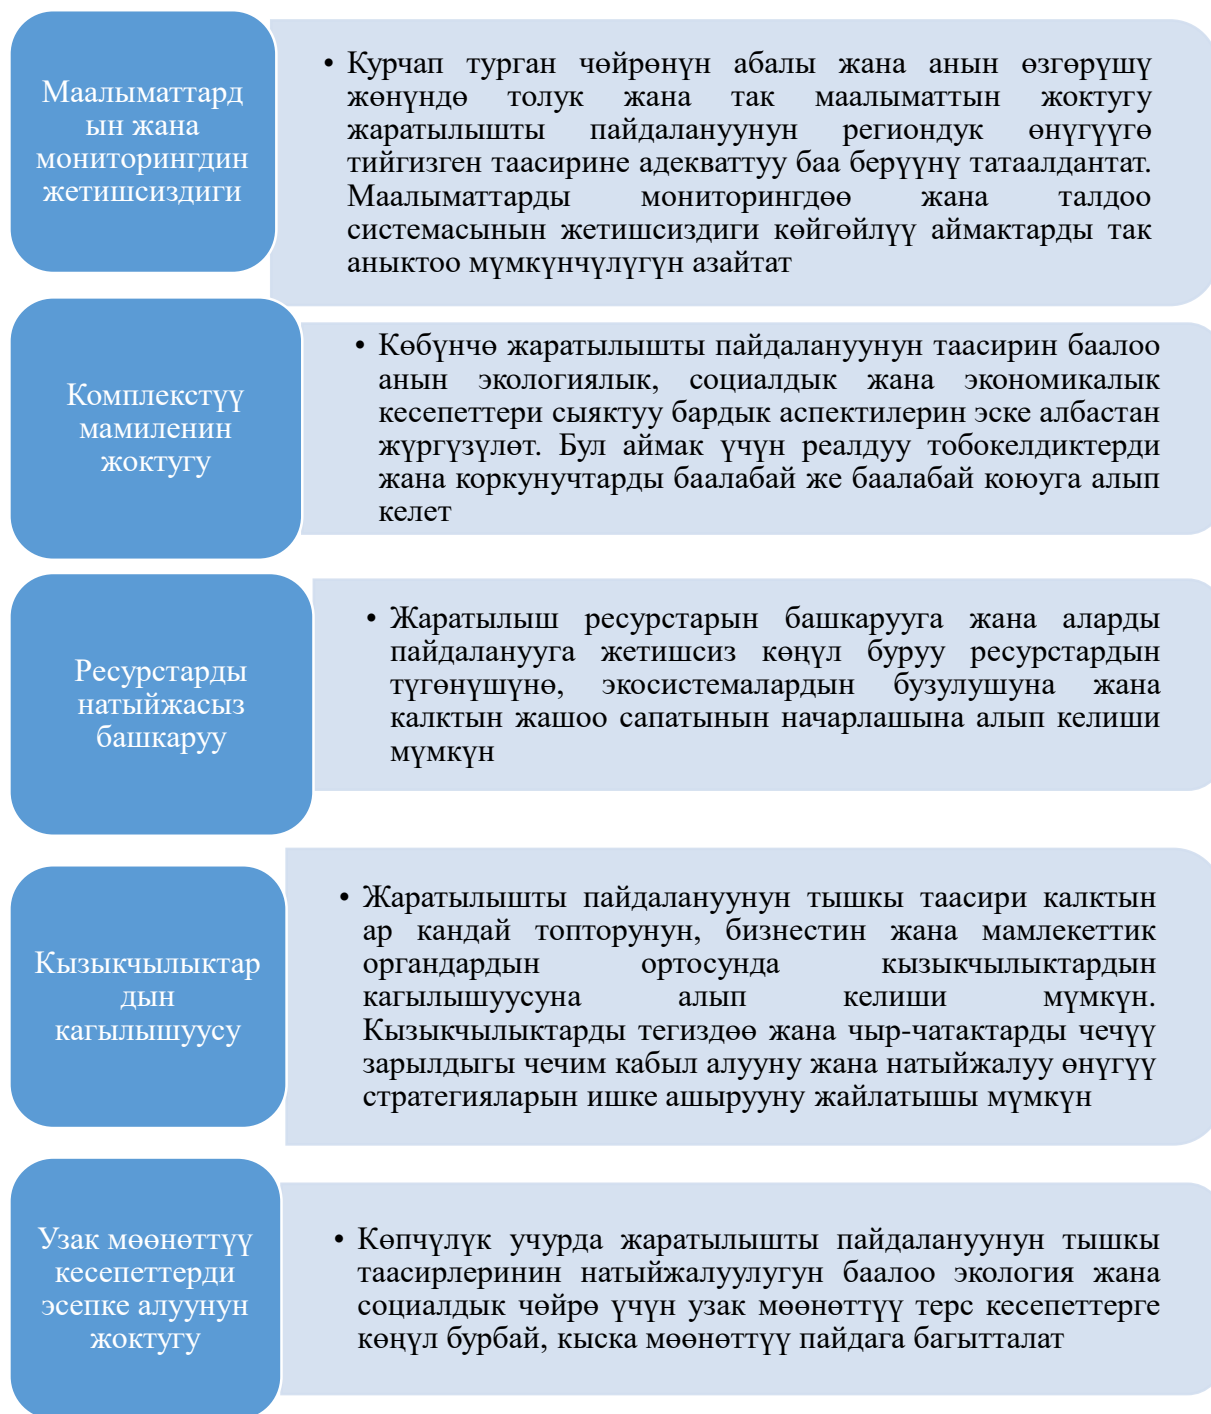 Маалыматтард
ын жана
мониторингдин
жетишсиздиги
• Курчап турган чөйрөнүн абалы жана анын өзгөрүшү
жөнүндө толук жана так маалыматтын жоктугу
жаратылышты пайдалануунун региондук өнүгүүгө
тийгизген таасирине адекваттуу баа берүүнү татаалдантат.
Маалыматтарды мониторингдөө жана талдоо
системасынын жетишсиздиги көйгөйлүү аймактарды так
аныктоо мүмкүнчүлүгүн азайтат
Комплекстүү
мамиленин
жоктугу
• Көбүнчө жаратылышты пайдалануунун таасирин баалоо
анын экологиялык, социалдык жана экономикалык
кесепеттери сыяктуу бардык аспектилерин эске албастан
жүргүзүлөт. Бул аймак үчүн реалдуу тобокелдиктерди
жана коркунучтарды баалабай же баалабай коюуга алып
келет
Ресурстарды
натыйжасыз
башкаруу
• Жаратылыш ресурстарын башкарууга жана аларды
пайдаланууга жетишсиз көңүл буруу ресурстардын
түгөнүшүнө, экосистемалардын бузулушуна жана
калктын жашоо сапатынын начарлашына алып келиши
мүмкүн
Кызыкчылыктар
дын
кагылышуусу
• Жаратылышты пайдалануунун тышкы таасири калктын
ар кандай топторунун, бизнестин жана мамлекеттик
органдардын ортосунда кызыкчылыктардын
кагылышуусуна алып келиши мүмкүн.
Кызыкчылыктарды тегиздөө жана чыр-чатактарды чечүү
зарылдыгы чечим кабыл алууну жана натыйжалуу өнүгүү
стратегияларын ишке ашырууну жайлатышы мүмкүн
Узак мөөнөттүү
кесепеттерди
эсепке алуунун
жоктугу
• Көпчүлүк учурда жаратылышты пайдалануунун тышкы
таасирлеринин натыйжалуулугун баалоо экология жана
социалдык чөйрө үчүн узак мөөнөттүү терс кесепеттерге
көңүл бурбай, кыска мөөнөттүү пайдага багытталат